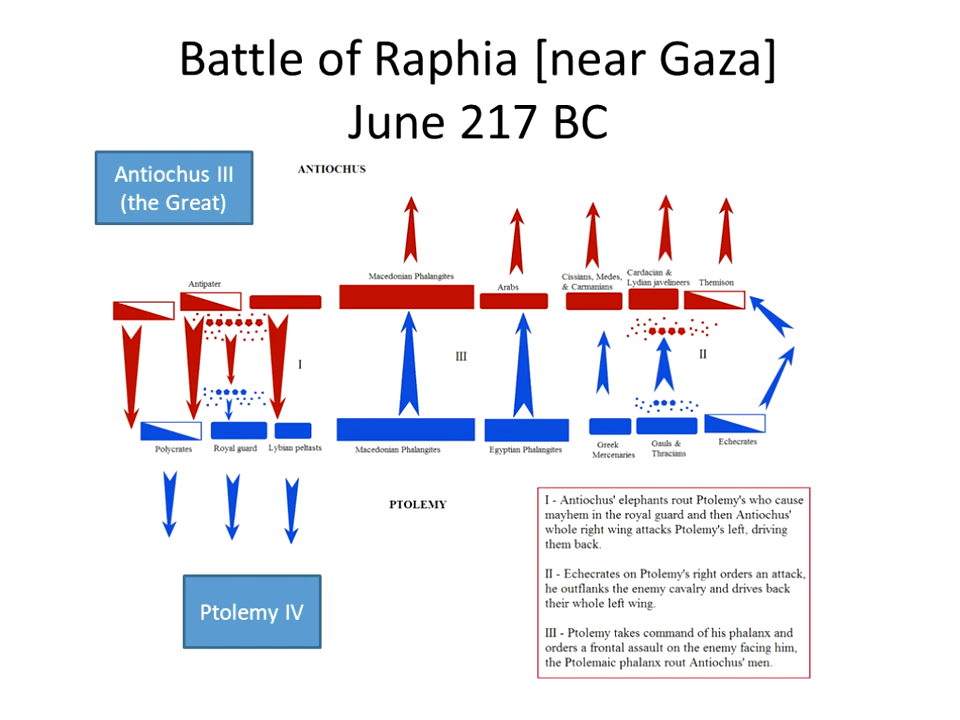 Battle of Raphia [near Gaza]
June 217 BC
Antiochus III
(the Great)
ANTIOCHUS
Antipater
Macedonian Phalangites
Arabs
Cissians, Medes,
& Carmanians
Cardacian &
Lydian javelineers
Themison
I
III
II
Polycrates
Royal guard
Lybian peltasts
Macedonian Phalangites
Egyptian Phalangites
Greek
Mercenaries
Gauls &
Thracians
Echecrates
PTOLEMY
Ptolemy IV
I - Antiochus' elephants rout Ptolemy's who cause
mayhem in the royal guard and then Antiochus'
whole right wing attacks Ptolemy's left, driving
them back.
II - Echecrates on Ptolemy's right orders an attack,
he outflanks the enemy cavalry and drives back
their whole left wing.
III - Ptolemy takes command of his phalanx and
orders a frontal assault on the enemy facing him,
the Ptolemaic phalanx rout Antiochus' men.